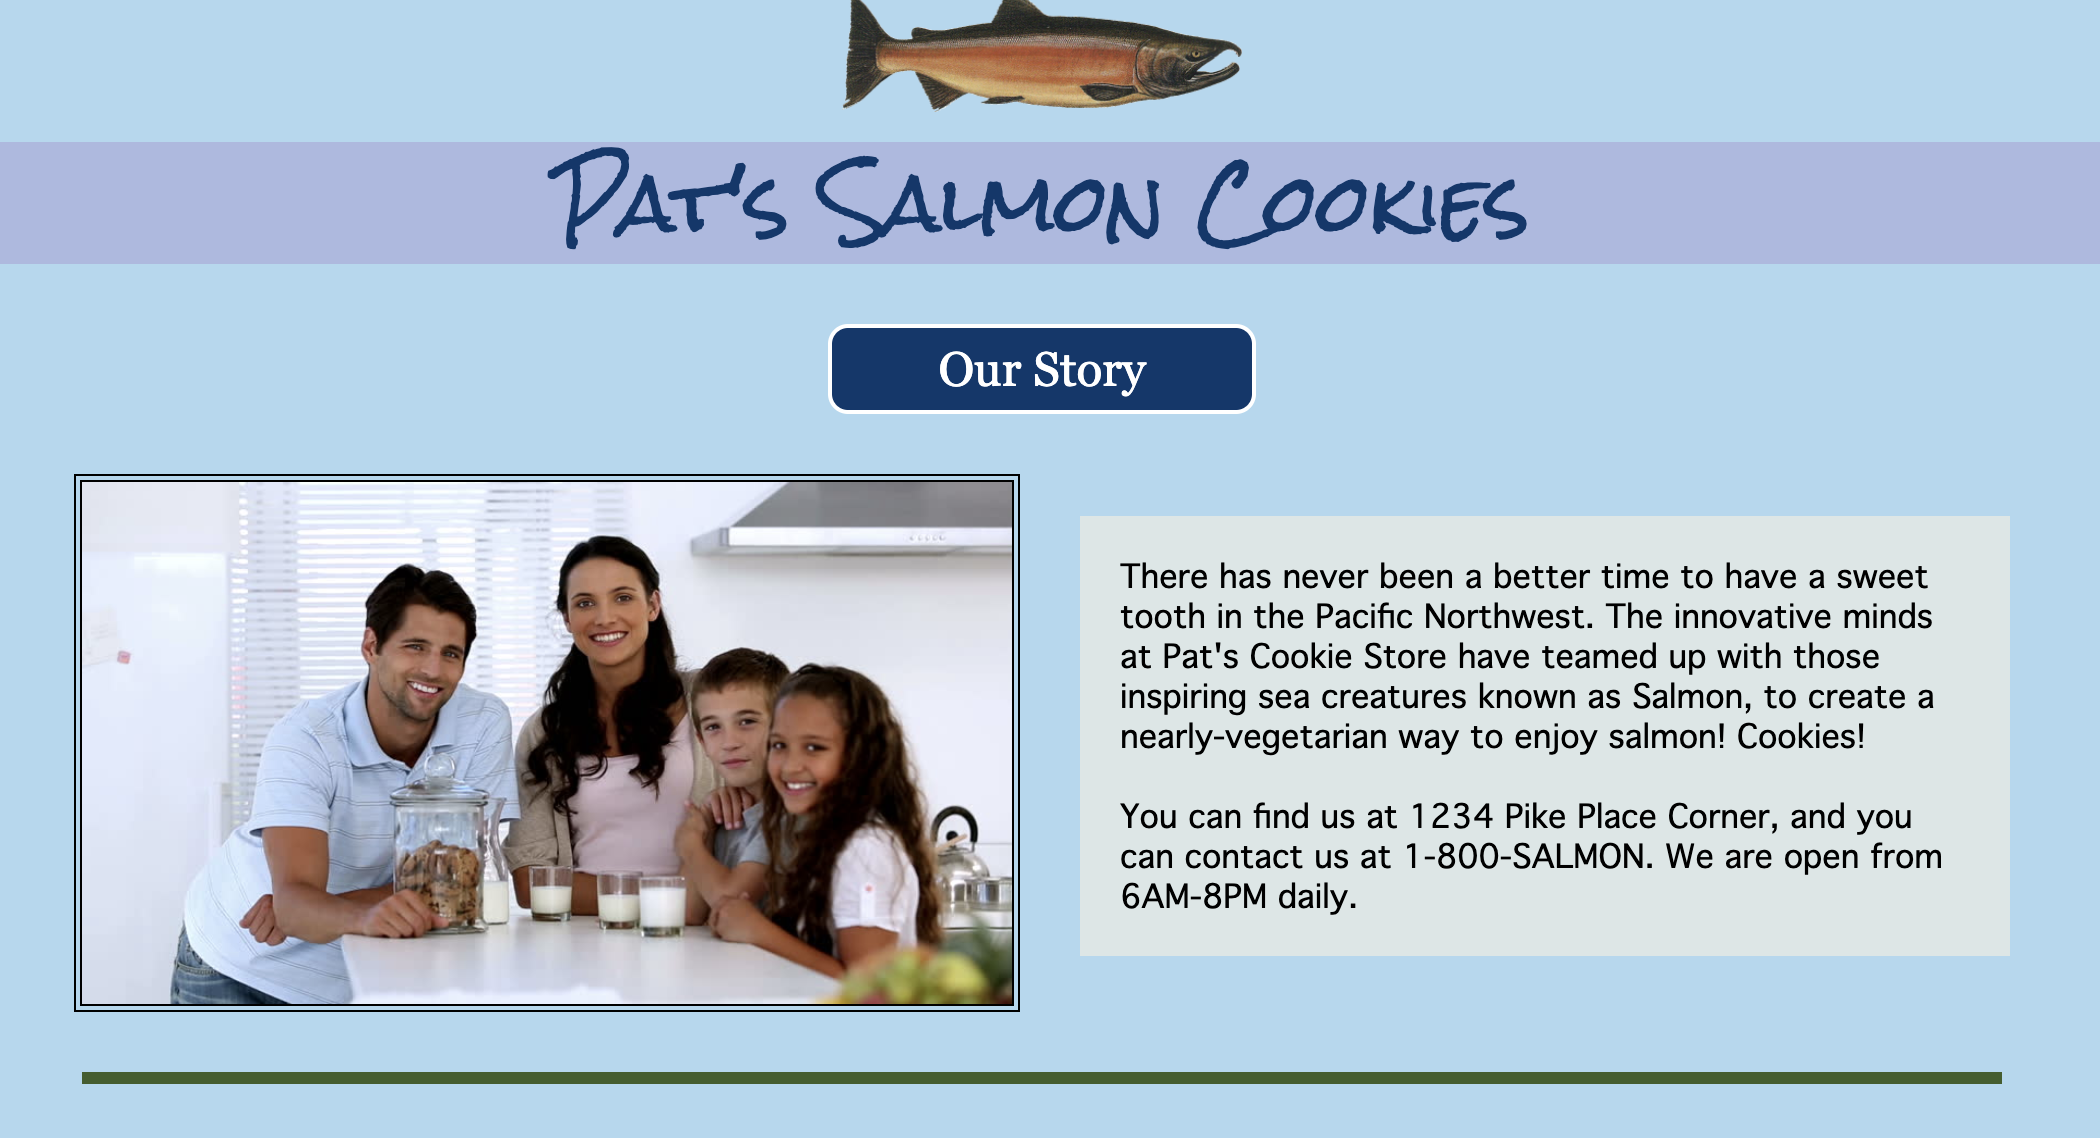 Pat's Salmon Cookies
Our Story
There has never been a better time to have a sweet
tooth in the Pacific Northwest. The innovative minds
at Pat's Cookie Store have teamed up with those
inspiring sea creatures known as Salmon, to create a
nearly-vegetarian way to enjoy salmon! Cookies!
You can find us at 1234 Pike Place Corner, and you
can contact us at 1-800-SALMON. We are open from
6AM-8PM daily.